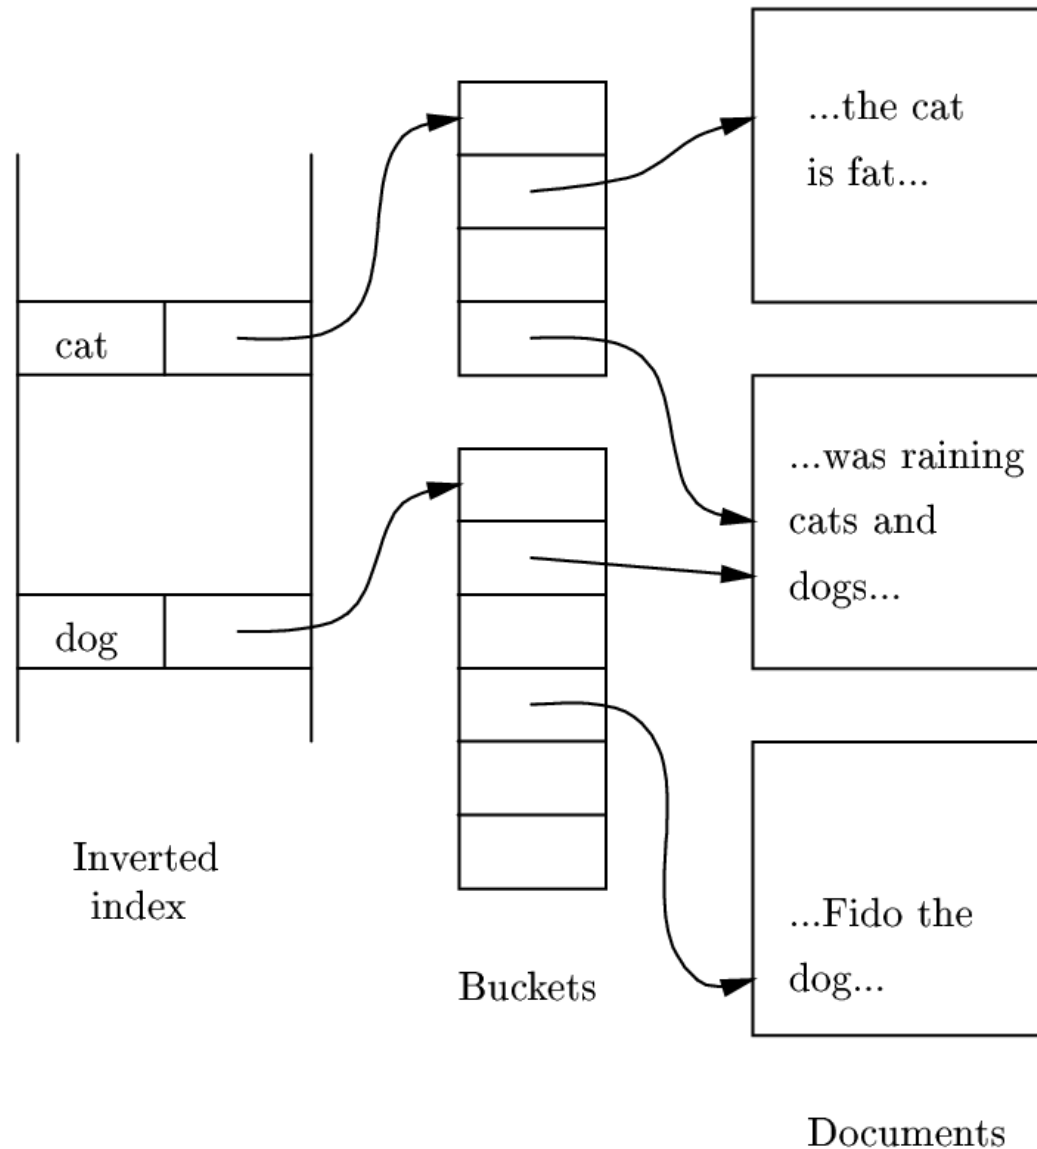 cat
dog
Inverted
index
Buckets
...the cat
is fat...
...was raining
cats and
dogs...
...Fido the
dog...
Documents